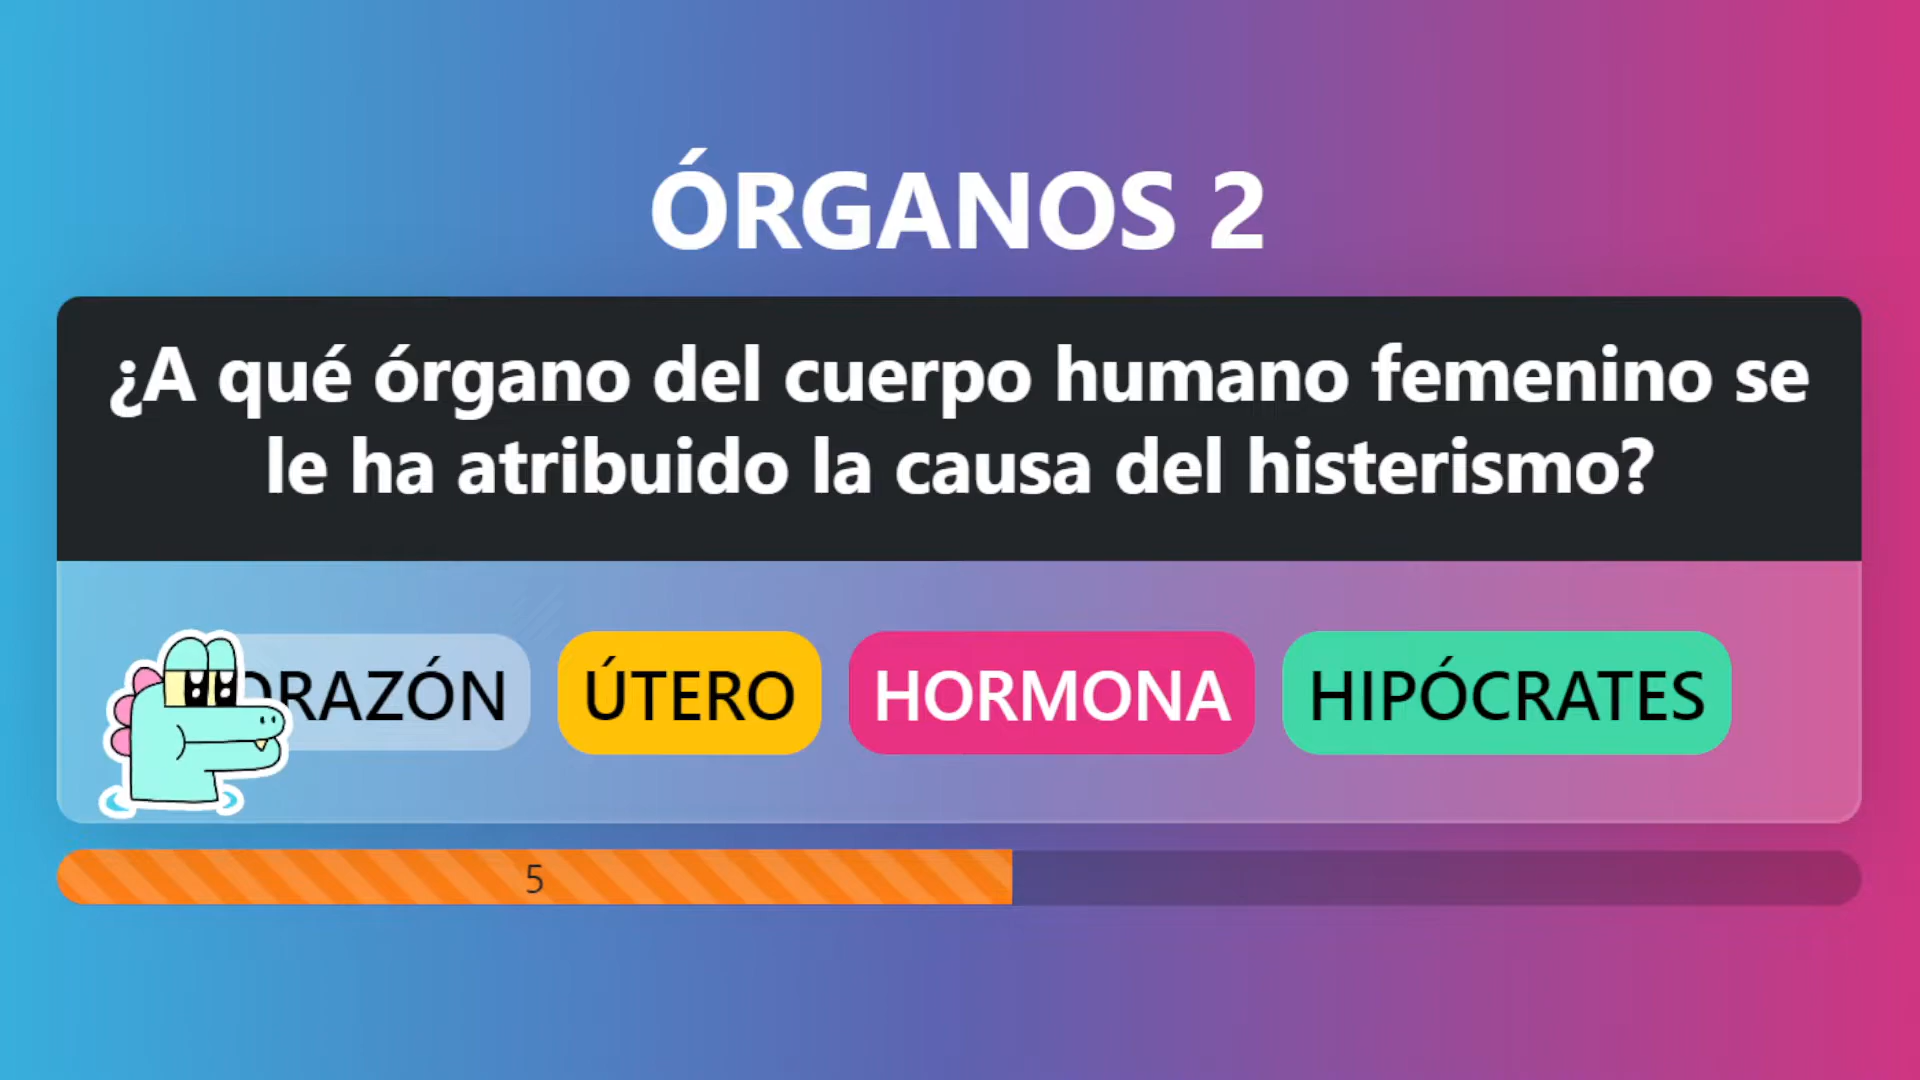 ÓRGANOS 2
¿A qué órgano del cuerpo humano femenino se
le ha atribuido la causa del histerismo?
ORAZÓN ÚTERO HORMONA HIPÓCRATES
5